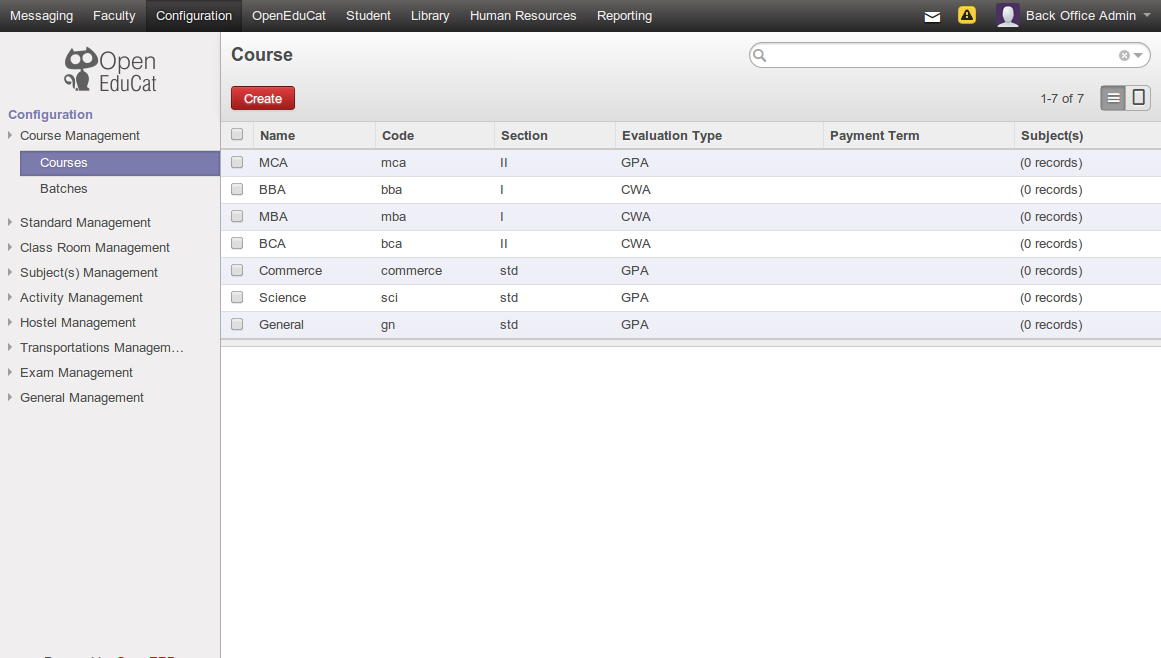 Messaging Faculty Configuration OpenEduCat Student Library Human Resources Reporting Back Office Admin
Open
EduCat
Configuration
Course Management
Courses
Batches
Standard Management
Class Room Management
Subject(s) Management
Activity Management
Hostel Management
Transportations Managem…
Exam Management
General Management
Course
Create 1-7 of 7
Name Code Section Evaluation Type Payment Term Subject(s)
MCA mca II GPA (0 records)
BBA bba I CWA (0 records)
MBA mba I CWA (0 records)
BCA bca II CWA (0 records)
Commerce commerce std GPA (0 records)
Science sci std GPA (0 records)
General gn std GPA (0 records)